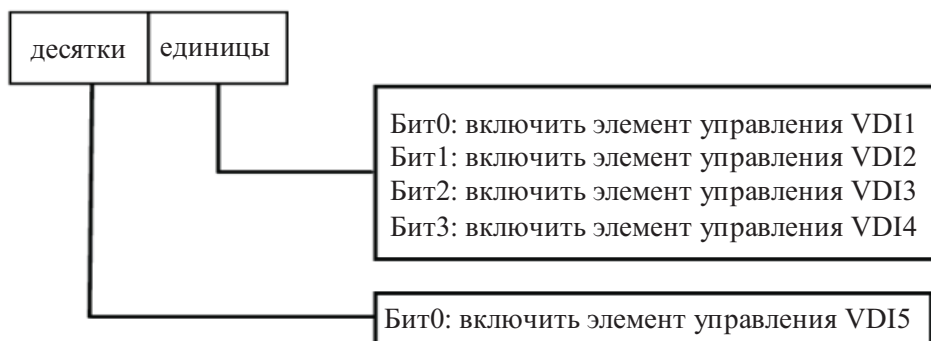 десятки единицы
Бит0: включить элемент управления VDI1
Бит1: включить элемент управления VDI2
Бит2: включить элемент управления VDI3
Бит3: включить элемент управления VDI4
Бит0: включить элемент управления VDI5